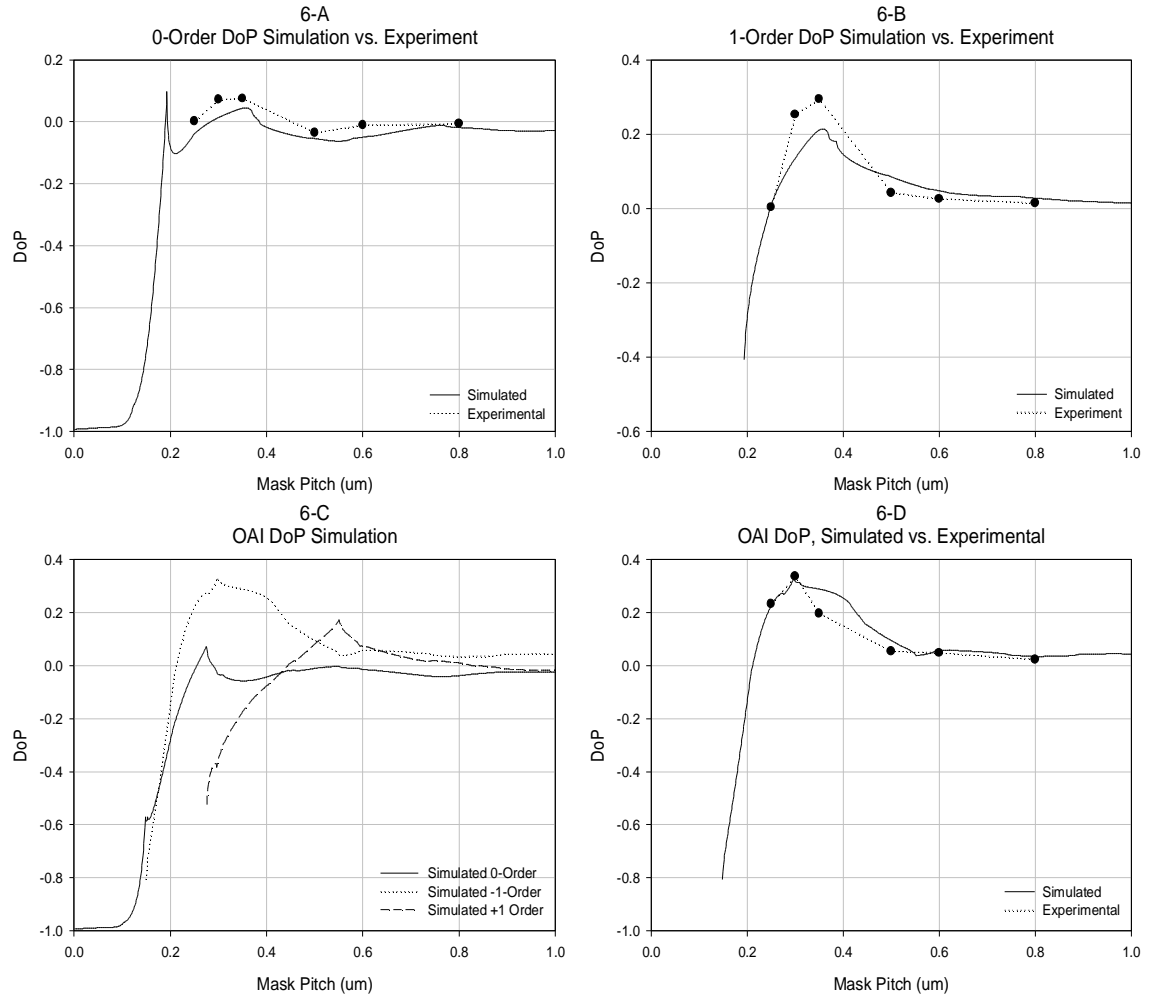 6-A
0-Order DoP Simulation vs. Experiment
0.2
0.0
-0.2
-0.4
-0.6
-0.8
-1.0
DoP
Simulated
Experimental
0.0 0.2 0.4 0.6 0.8 1.0
Mask Pitch (um)
6-B
1-Order DoP Simulation vs. Experiment
0.4
0.2
0.0
-0.2
-0.4
-0.6
DoP
Simulated
Experiment
0.0 0.2 0.4 0.6 0.8 1.0
Mask Pitch (um)
6-C
OAI DoP Simulation
0.4
0.2
0.0
-0.2
-0.4
-0.6
-0.8
-1.0
DoP
Simulated 0-Order
Simulated -1-Order
Simulated +1 Order
0.0 0.2 0.4 0.6 0.8 1.0
Mask Pitch (um)
6-D
OAI DoP, Simulated vs. Experimental
0.4
0.2
0.0
-0.2
-0.4
-0.6
-0.8
-1.0
DoP
Simulated
Experimental
0.0 0.2 0.4 0.6 0.8 1.0
Mask Pitch (um)